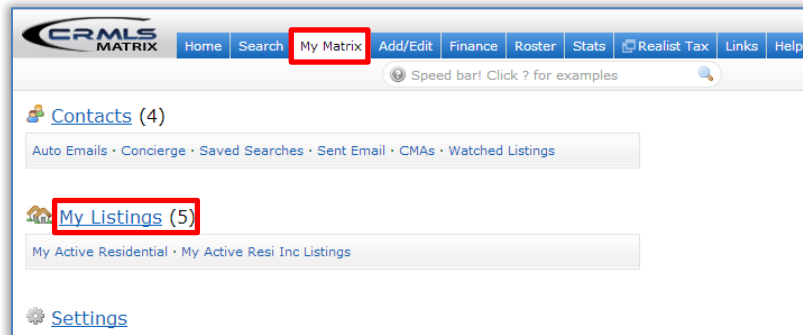 CRMLS
MATRIX
Home Search My Matrix Add/Edit Finance Roster Stats Realist Tax Links Help
Speed bar! Click ? for examples
Contacts (4)
Auto Emails · Concierge · Saved Searches · Sent Email · CMAs · Watched Listings
My Listings (5)
My Active Residential · My Active Resi Inc Listings
Settings